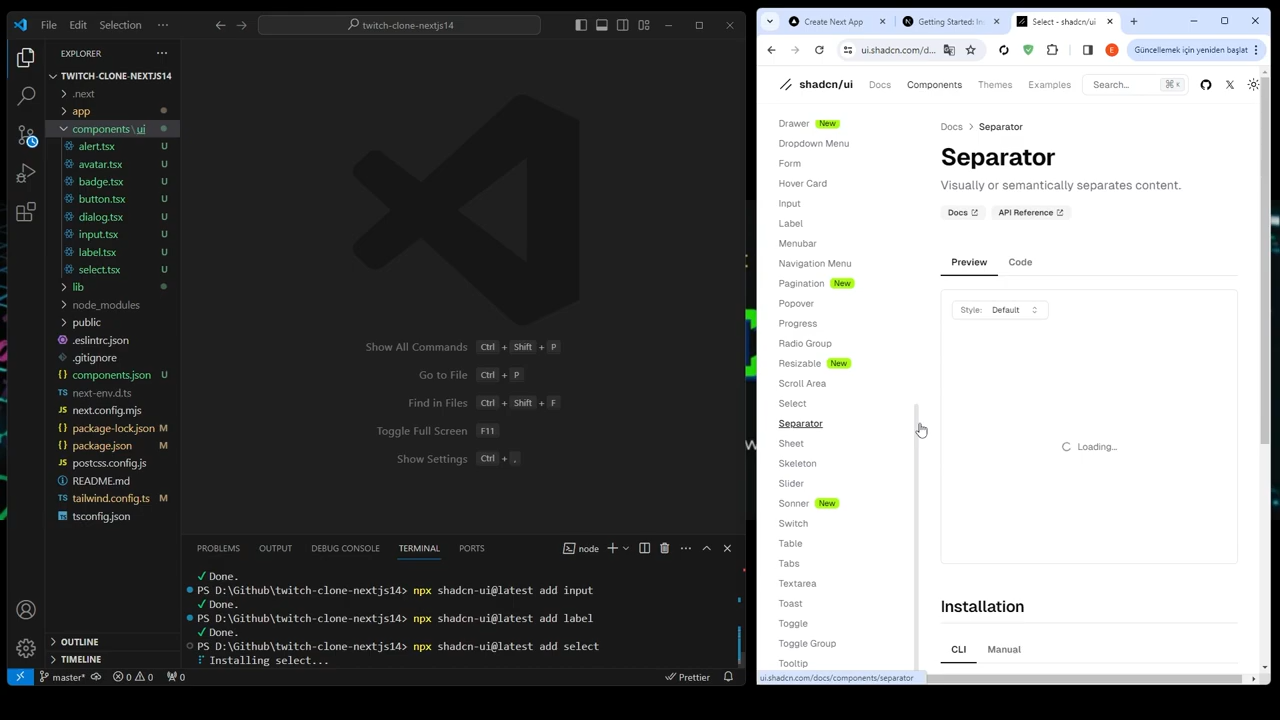 File Edit Selection ··· twitch-clone-nextjs14
EXPLORER ···
TWITCH-CLONE-NEXTJS14
.next
app
components \ ui
alert.tsx U
avatar.tsx U
badge.tsx U
button.tsx U
dialog.tsx U
input.tsx U
label.tsx U
select.tsx U
lib
node_modules
public
.eslintrc.json
.gitignore
components.json U
next-env.d.ts
next.config.mjs
package-lock.json M
package.json M
postcss.config.js
README.md
tailwind.config.ts M
tsconfig.json
OUTLINE
TIMELINE
Show All Commands Ctrl + Shift + P
Go to File Ctrl + P
Find in Files Ctrl + Shift + F
Toggle Full Screen F11
Show Settings Ctrl + ,
PROBLEMS OUTPUT DEBUG CONSOLE TERMINAL PORTS node
✓ Done.
PS D:\Github\twitch-clone-nextjs14> npx shadcn-ui@latest add input
✓ Done.
PS D:\Github\twitch-clone-nextjs14> npx shadcn-ui@latest add label
✓ Done.
PS D:\Github\twitch-clone-nextjs14> npx shadcn-ui@latest add select
Installing select...
master* 0 0 0 Prettier
Create Next App Getting Started: In Select - shadcn/ui
ui.shadcn.com/d... E Güncellemek için yeniden başlat
shadcn/ui Docs Components Themes Examples Search... ⌘ K
Drawer New
Dropdown Menu
Form
Hover Card
Input
Label
Menubar
Navigation Menu
Pagination New
Popover
Progress
Radio Group
Resizable New
Scroll Area
Select
Separator
Sheet
Skeleton
Slider
Sonner New
Switch
Table
Tabs
Textarea
Toast
Toggle
Toggle Group
Tooltip
ui.shadcn.com/docs/components/separator
Docs > Separator
Separator
Visually or semantically separates content.
Docs API Reference
Preview Code
Style: Default
Loading...
Installation
CLI Manual